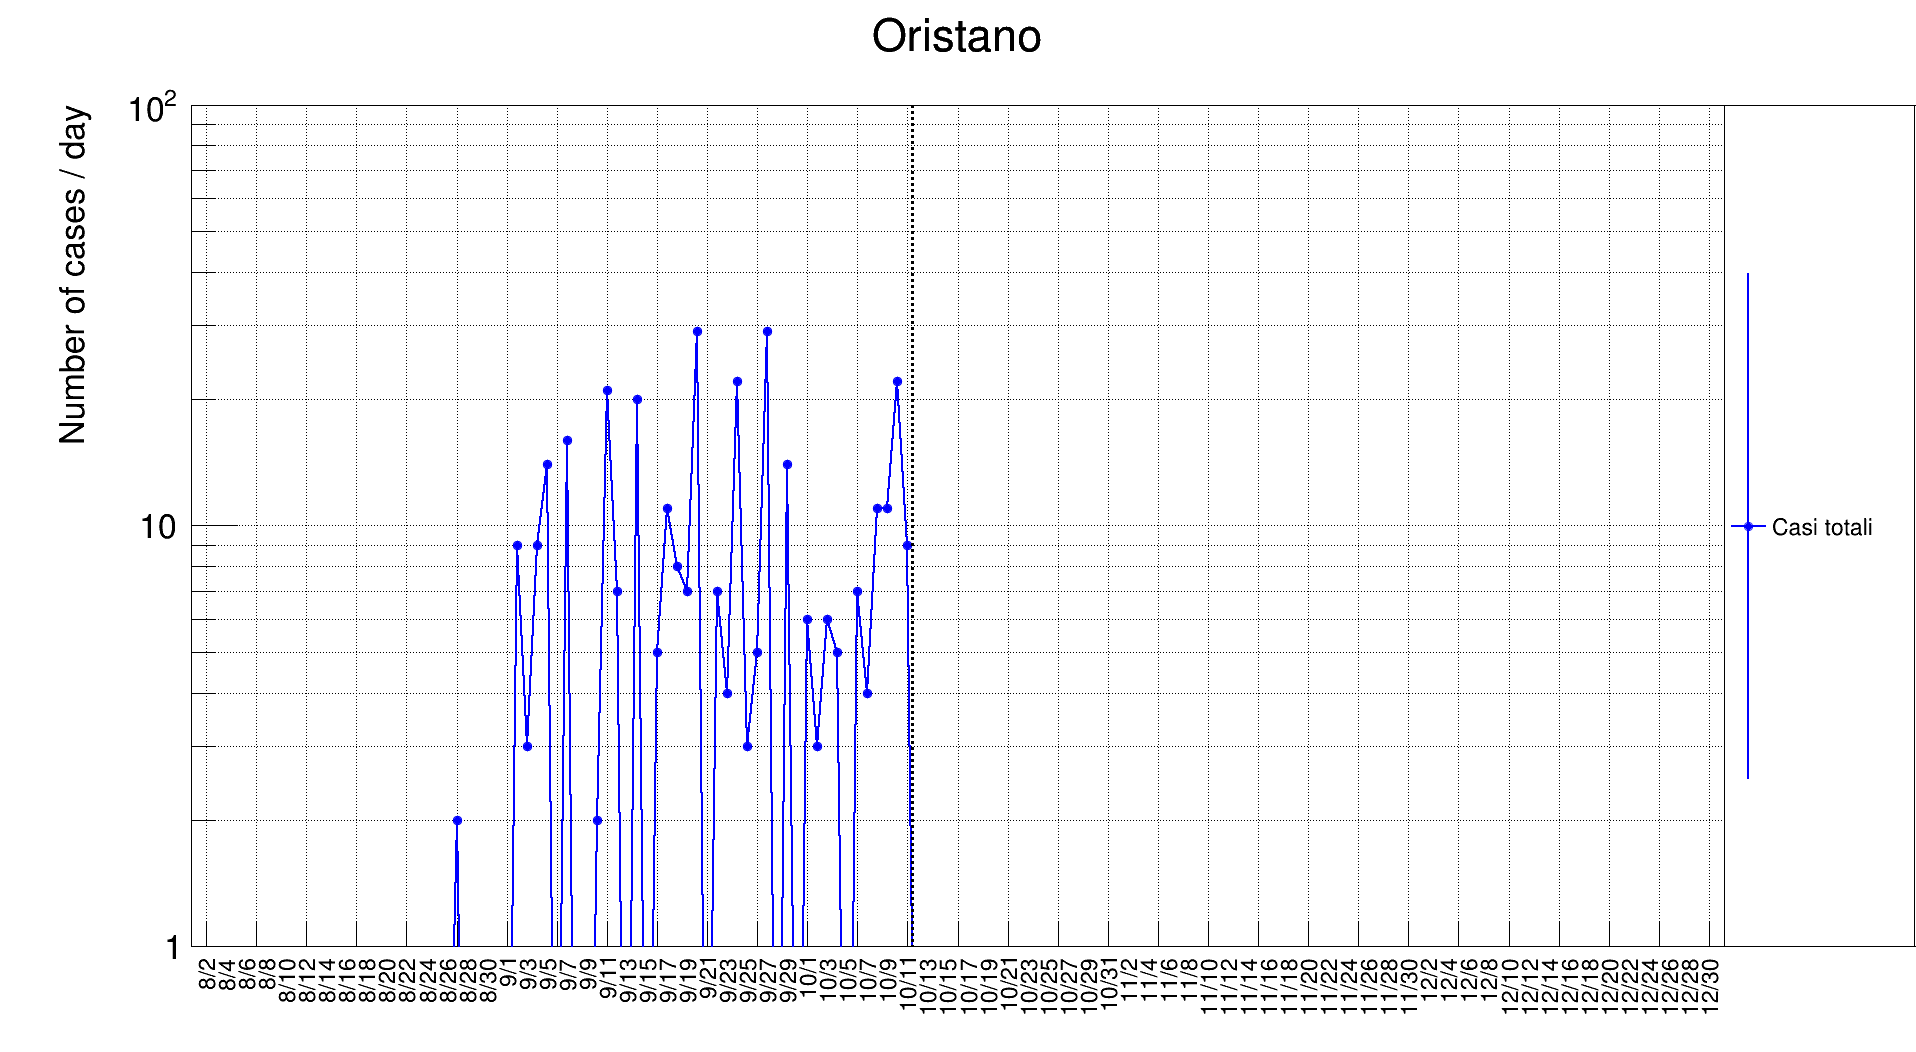 Oristano
Number of cases / day
10²
10
1
8/2 8/4 8/6 8/8 8/10 8/12 8/14 8/16 8/18 8/20 8/22 8/24 8/26 8/28 8/30 9/1 9/3 9/5 9/7 9/9 9/11 9/13 9/15 9/17 9/19 9/21 9/23 9/25 9/27 9/29 10/1 10/3 10/5 10/7 10/9 10/11 10/13 10/15 10/17 10/19 10/21 10/23 10/25 10/27 10/29 10/31 11/2 11/4 11/6 11/8 11/10 11/12 11/14 11/16 11/18 11/20 11/22 11/24 11/26 11/28 11/30 12/2 12/4 12/6 12/8 12/10 12/12 12/14 12/16 12/18 12/20 12/22 12/24 12/26 12/28 12/30
Casi totali